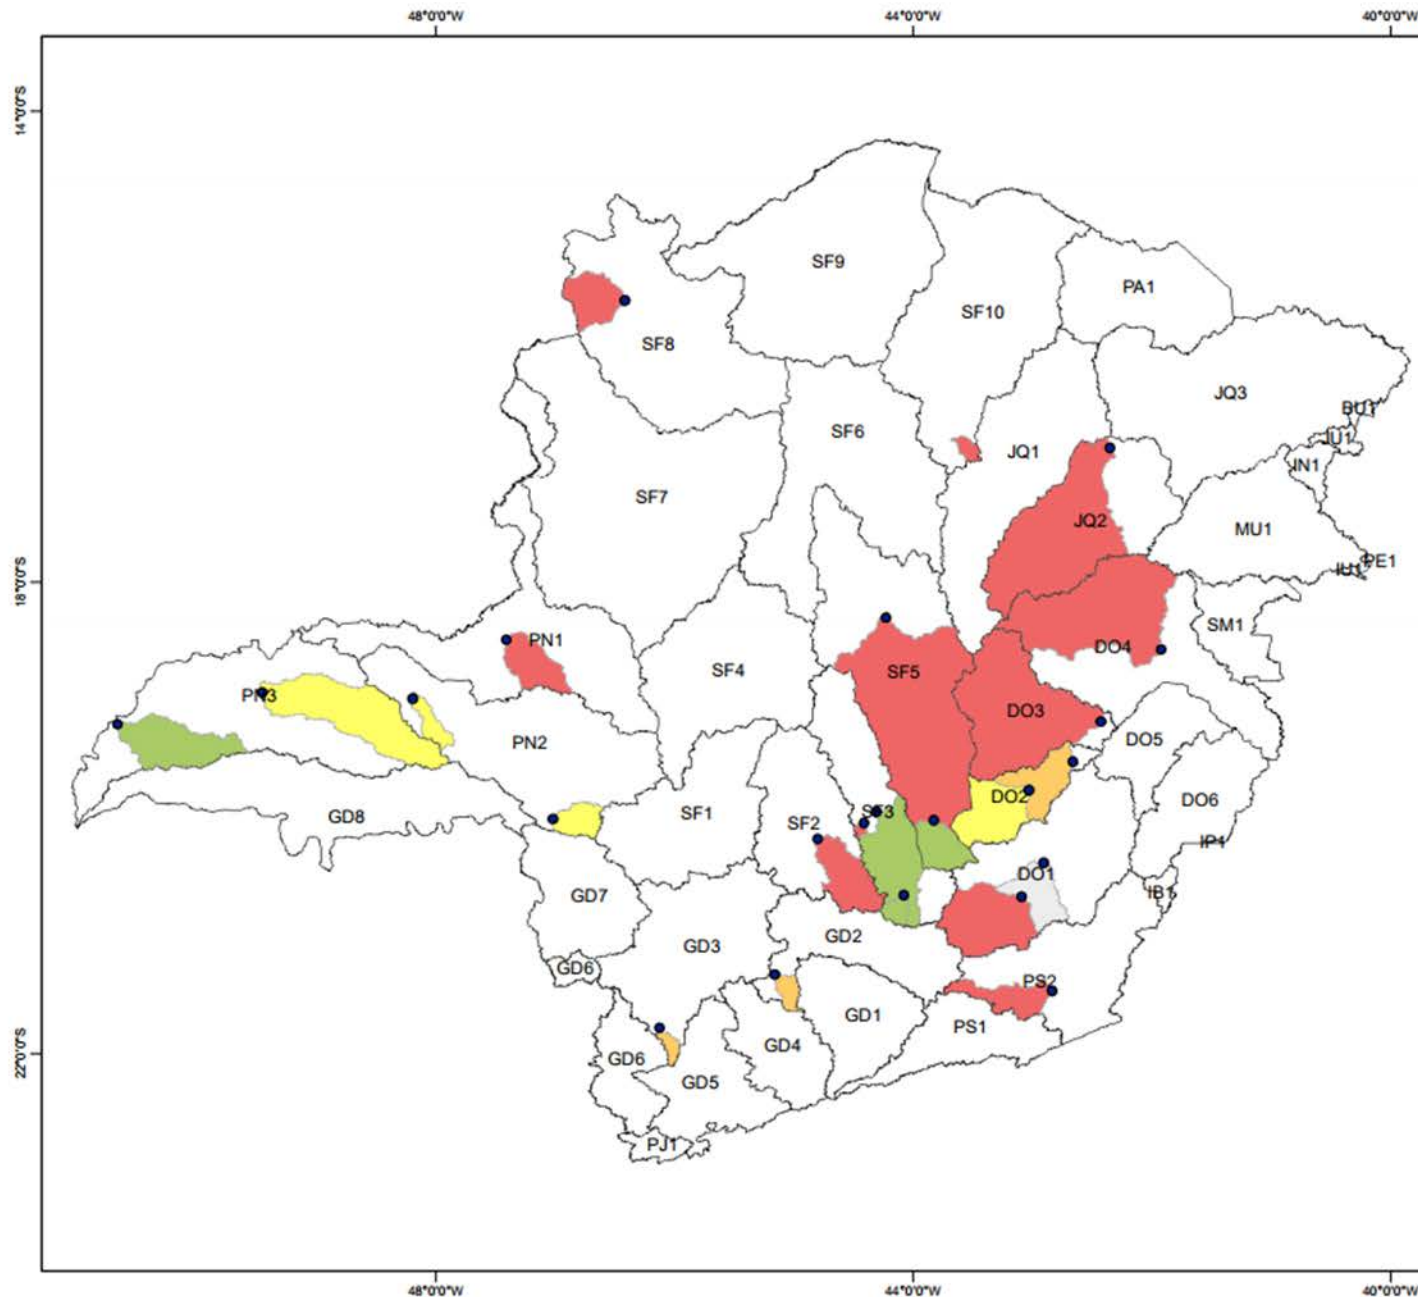 48°0'0"W 44°0'0"W 40°0'0"W
14°0'0"S
SF9
PA1
SF10
SF8
JQ3
BU1
SF6
JU1
JQ1
IN1
SF7
JQ2
MU1
PE1
IU1
18°0'0"S
SM1
PN1
DO4
SF4
SF5
PN3
DO3
PN2
DO5
DO2
DO6
SF1
SF3
GD8
SF2
IP1
DO1
GD7
IB1
GD2
GD3
GD6
PS2
GD1
PS1
GD4
22°0'0"S
GD6
GD5
PJ1
48°0'0"W 44°0'0"W 40°0'0"W